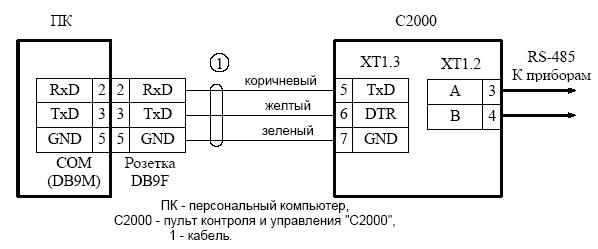 ПК
С2000
1
коричневый
желтый
зеленый
XT1.3
XT1.2
RS-485
К приборам
RxD 2 2 RxD
TxD 3 3 TxD
GND 5 5 GND
5 TxD
6 DTR
7 GND
A 3
B 4
COM
(DB9M)
Розетка
DB9F
ПК - персональный компьютер,
С2000 - пульт контроля и управления "С2000",
1 - кабель.